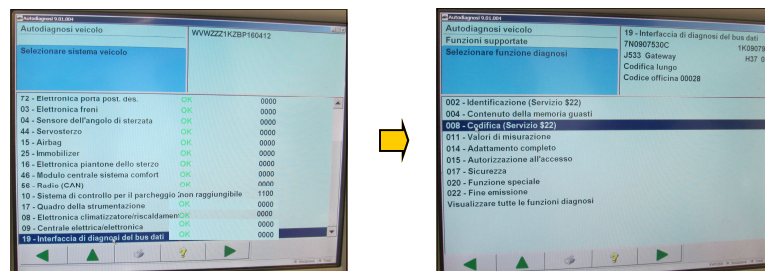 Autodiagnosi 9.01.004
Autodiagnosi veicolo
WVWZZZ1KZBP160412
Selezionare sistema veicolo
72 - Elettronica porta post. des. OK 0000
03 - Elettronica freni OK 0000
04 - Sensore dell'angolo di sterzata OK 0000
44 - Servosterzo OK 0000
15 - Airbag OK 0000
25 - Immobilizer OK 0000
16 - Elettronica piantone dello sterzo OK 0000
46 - Modulo centrale sistema comfort OK 0000
56 - Radio (CAN) OK 0000
10 - Sistema di controllo per il parcheggio non raggiungibile 1100
17 - Quadro della strumentazione OK 0000
08 - Elettronica climatizzatore/riscaldamen OK 0000
09 - Centrale elettrica/elettronica OK 0000
19 - Interfaccia di diagnosi del bus dati OK 0000
Autodiagnosi 9.01.004
Autodiagnosi veicolo
Funzioni supportate
Selezionare funzione diagnosi
19 - Interfaccia di diagnosi del bus dati
7N0907530C 1K09079
J533 Gateway H37 0
Codifica lungo
Codice officina 00028
002 - Identificazione (Servizio $22)
004 - Contenuto della memoria guasti
008 - Codifica (Servizio $22)
011 - Valori di misurazione
014 - Adattamento completo
015 - Autorizzazione all'accesso
017 - Sicurezza
020 - Funzione speciale
022 - Fine emissione
Visualizzare tutte le funzioni diagnosi